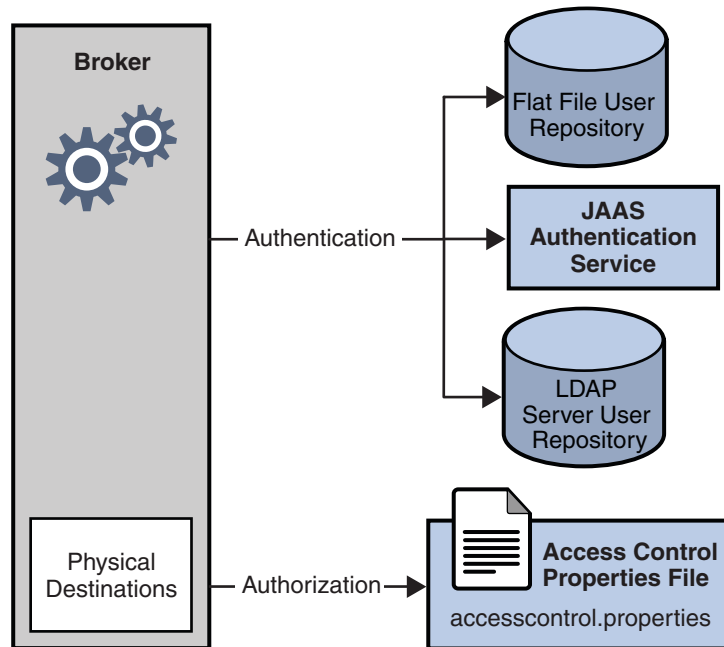 Broker
Flat File User
Repository
JAAS
Authentication
Service
Authentication
LDAP
Server User
Repository
Physical
Destinations
Authorization
Access Control
Properties File
accesscontrol.properties